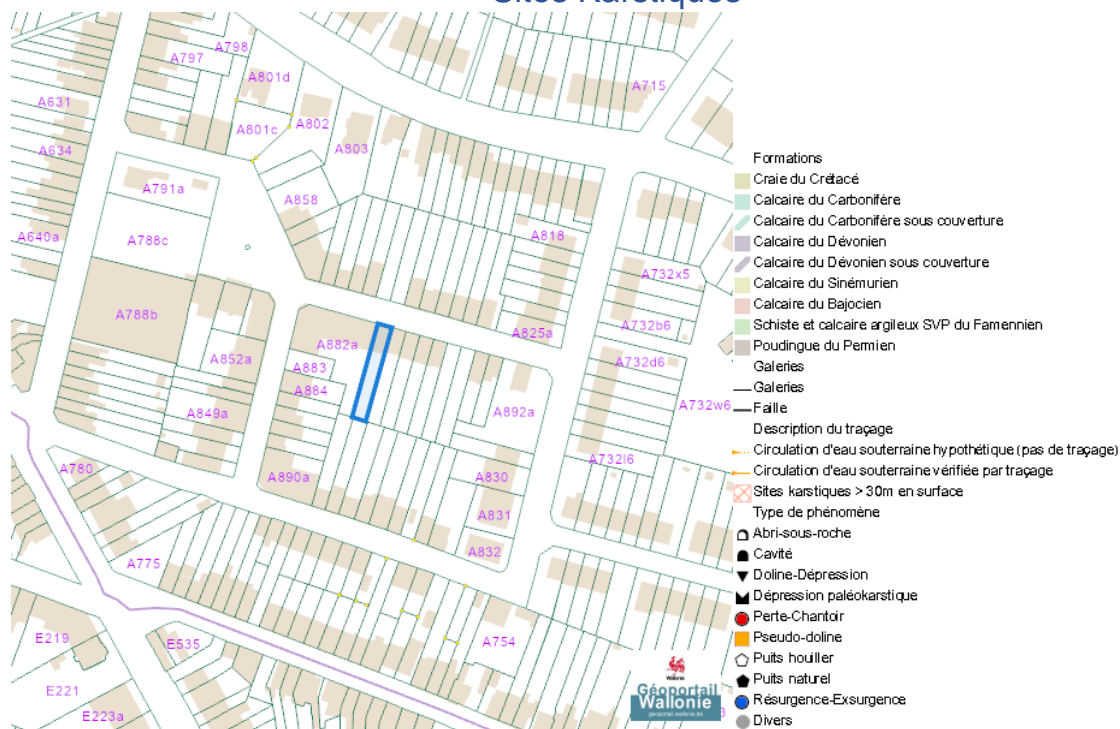 Sites Karstiques
A798
A797
A801d
A715
A631
A802
A801c
A803
A634
A791a
A858
A640a
A788c
A818
A732x5
A788b
A825a
A732b6
A882a
A852a
A883
A732d6
A884
A892a
A732w6
A849a
A780
A732l6
A830
A890a
A831
A832
A775
E219
E535
A754
E221
E223a
Wallonie
Géoportail
Wallonie
geoportail.wallonie.be
Formations
Craie du Crétacé
Calcaire du Carbonifère
Calcaire du Carbonifère sous couverture
Calcaire du Dévonien
Calcaire du Dévonien sous couverture
Calcaire du Sinémurien
Calcaire du Bajocien
Schiste et calcaire argileux SVP du Famennien
Poudingue du Permien
Galeries
Galeries
Faille
Description du traçage
Circulation d'eau souterraine hypothétique (pas de traçage)
Circulation d'eau souterraine vérifiée par traçage
Sites karstiques > 30m en surface
Type de phénomène
Abri-sous-roche
Cavité
Doline-Dépression
Dépression paléokarstique
Perte-Chantoir
Pseudo-doline
Puits houiller
Puits naturel
Résurgence-Exsurgence
Divers